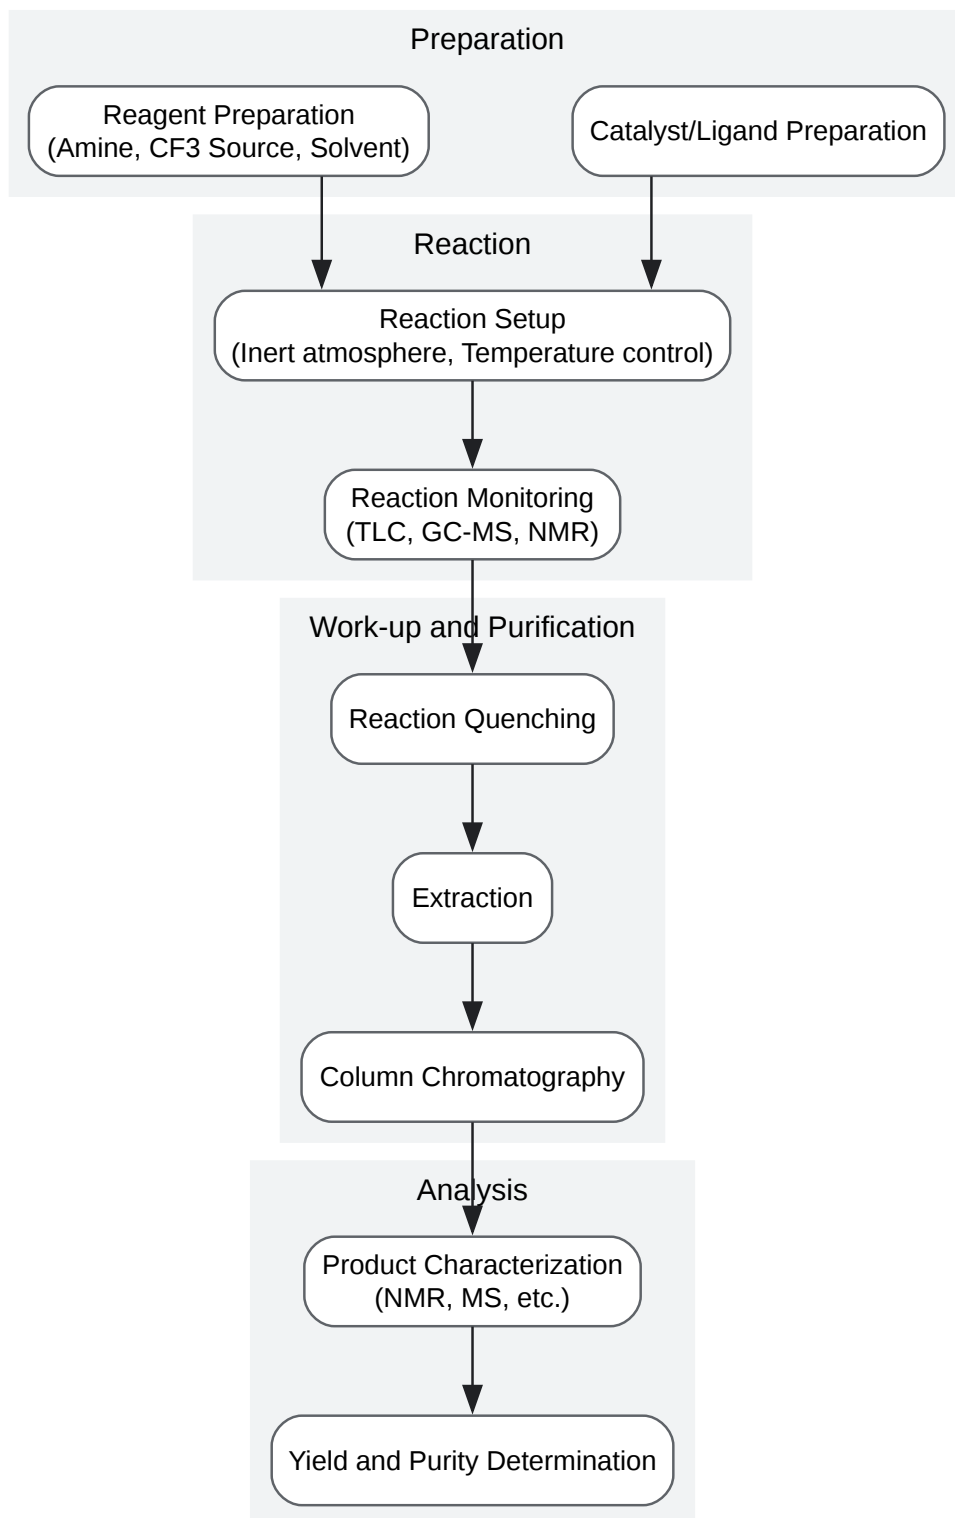 Preparation
Reagent Preparation
(Amine, CF3 Source, Solvent)
Catalyst/Ligand Preparation
Reaction
Reaction Setup
(Inert atmosphere, Temperature control)
Reaction Monitoring
(TLC, GC-MS, NMR)
Work-up and Purification
Reaction Quenching
Extraction
Column Chromatography
Analysis
Product Characterization
(NMR, MS, etc.)
Yield and Purity Determination